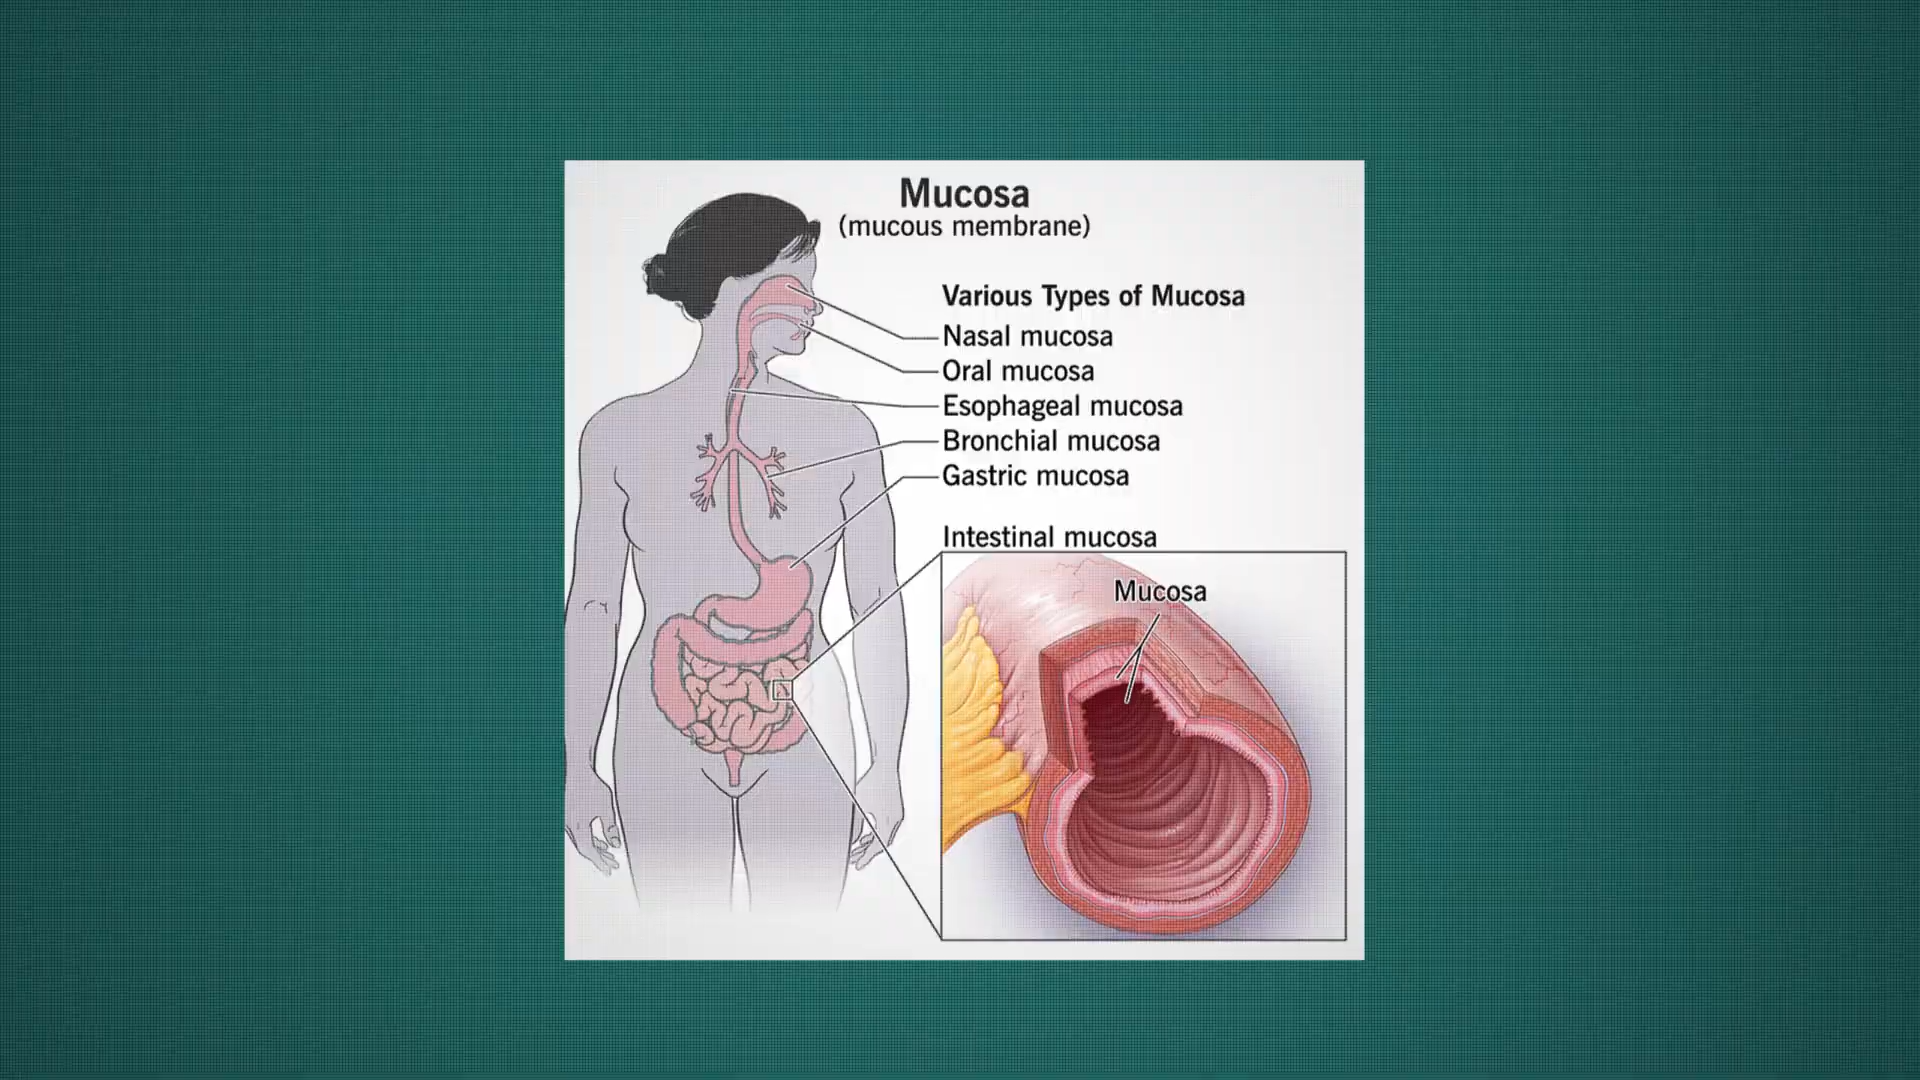 Mucosa
(mucous membrane)
Various Types of Mucosa
Nasal mucosa
Oral mucosa
Esophageal mucosa
Bronchial mucosa
Gastric mucosa
Intestinal mucosa
Mucosa